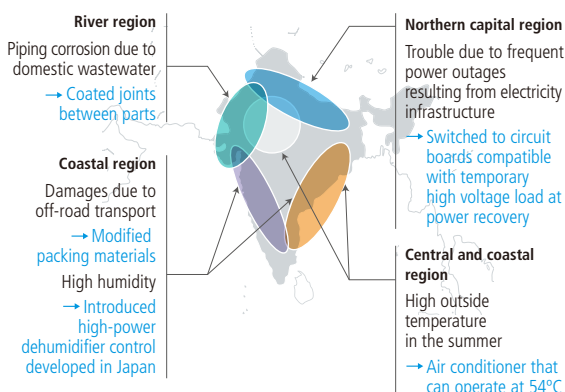 River region
Piping corrosion due to
domestic wastewater
→ Coated joints
between parts
Coastal region
Damages due to
off-road transport
→ Modified
packing materials
High humidity
→ Introduced
high-power
dehumidifier control
developed in Japan
Northern capital region
Trouble due to frequent
power outages
resulting from electricity
infrastructure
→ Switched to circuit
boards compatible
with temporary
high voltage load at
power recovery
Central and coastal
region
High outside
temperature
in the summer
→ Air conditioner that
can operate at 54°C